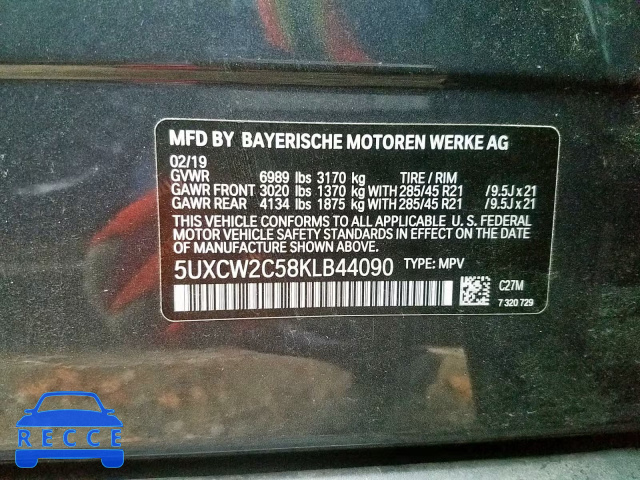 MFD BY BAYERISCHE MOTOREN WERKE AG
02/19
GVWR 6989 lbs 3170 kg TIRE / RIM
GAWR FRONT 3020 lbs 1370 kg WITH 285/45 R21 /9.5J x 21
GAWR REAR 4134 lbs 1875 kg WITH 285/45 R21 /9.5J x 21
THIS VEHICLE CONFORMS TO ALL APPLICABLE U. S. FEDERAL
MOTOR VEHICLE SAFETY STANDARDS IN EFFECT ON THE DATE
OF MANUFACTURE SHOWN ABOVE.
5UXCW2C58KLB44090 TYPE: MPV
C27M
7 320 729
RECCE